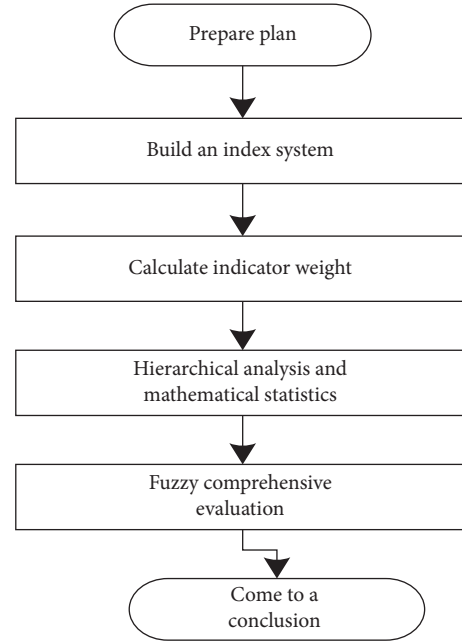 Prepare plan
Build an index system
Calculate indicator weight
Hierarchical analysis and
mathematical statistics
Fuzzy comprehensive
evaluation
Come to a
conclusion